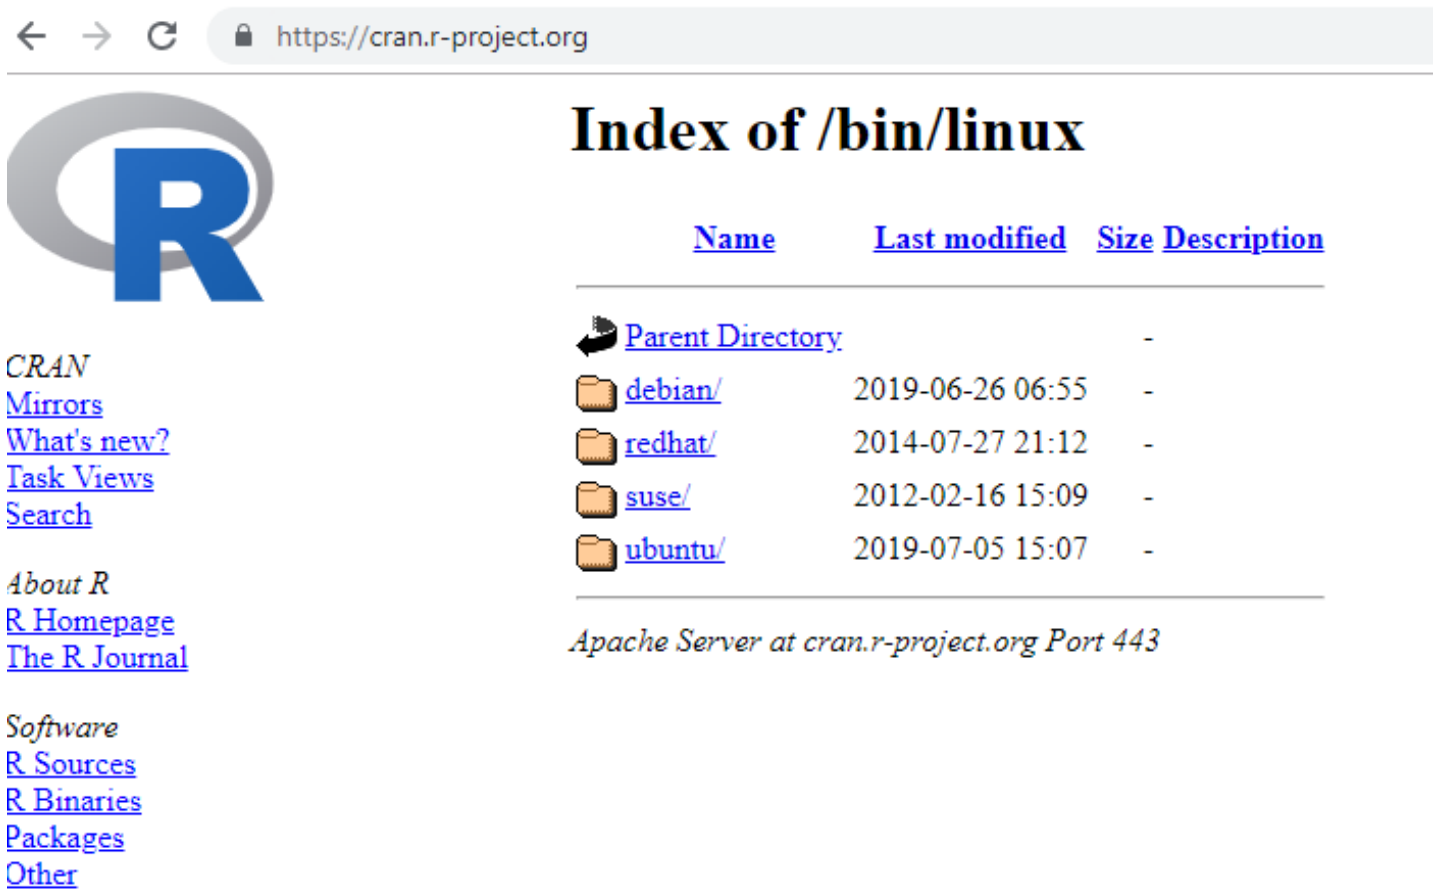 https://cran.r-project.org
R
CRAN
Mirrors
What's new?
Task Views
Search
About R
R Homepage
The R Journal
Software
R Sources
R Binaries
Packages
Other
Index of /bin/linux
Name Last modified Size Description
Parent Directory -
debian/ 2019-06-26 06:55 -
redhat/ 2014-07-27 21:12 -
suse/ 2012-02-16 15:09 -
ubuntu/ 2019-07-05 15:07 -
Apache Server at cran.r-project.org Port 443